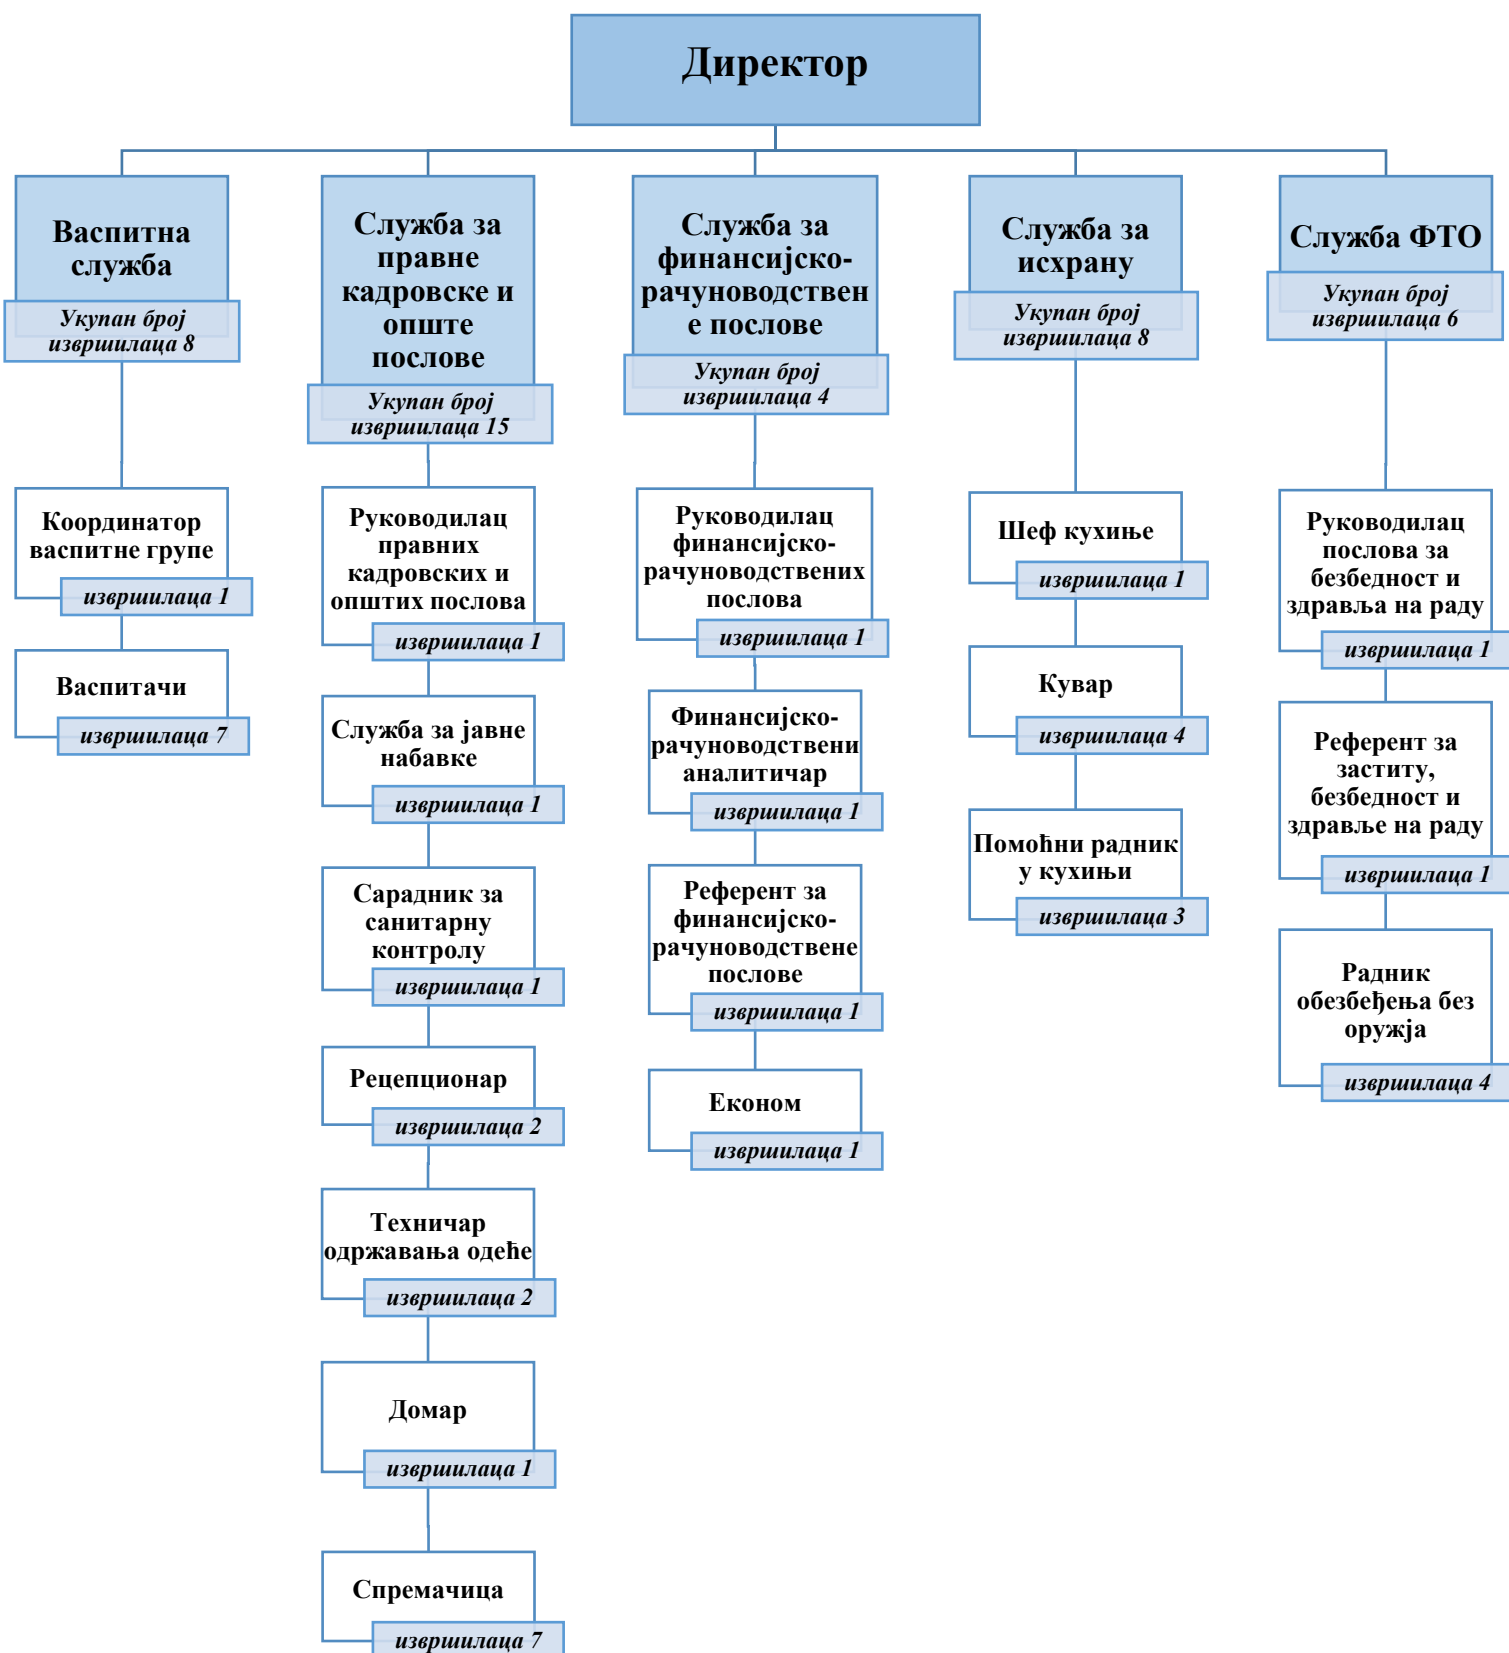 Директор
Васпитна
служба
Укупан број
извршилаца 8
Координатор
васпитне групе
извршилаца 1
Васпитачи
извршилаца 7
Служба за
правне
кадровске и
опште
послове
Укупан број
извршилаца 15
Руководилац
правних
кадровских и
општих послова
извршилаца 1
Служба за јавне
набавке
извршилаца 1
Сарадник за
санитарну
контролу
извршилаца 1
Рецепционар
извршилаца 2
Техничар
одржавања одеће
извршилаца 2
Домар
извршилаца 1
Спремачица
извршилаца 7
Служба за
финансијско-
рачуноводствен
е послове
Укупан број
извршилаца 4
Руководилац
финансијско-
рачуноводствених
послова
извршилаца 1
Финансијско-
рачуноводствени
аналитичар
извршилаца 1
Референт за
финансијско-
рачуноводствене
послове
извршилаца 1
Економ
извршилаца 1
Служба за
исхрану
Укупан број
извршилаца 8
Шеф кухиње
извршилаца 1
Кувар
извршилаца 4
Помоћни радник
у кухињи
извршилаца 3
Служба ФТО
Укупан број
извршилаца 6
Руководилац
послова за
безбедност и
здравља на раду
извршилаца 1
Референт за
заститу,
безбедност и
здравље на раду
извршилаца 1
Радник
обезбеђења без
оружја
извршилаца 4